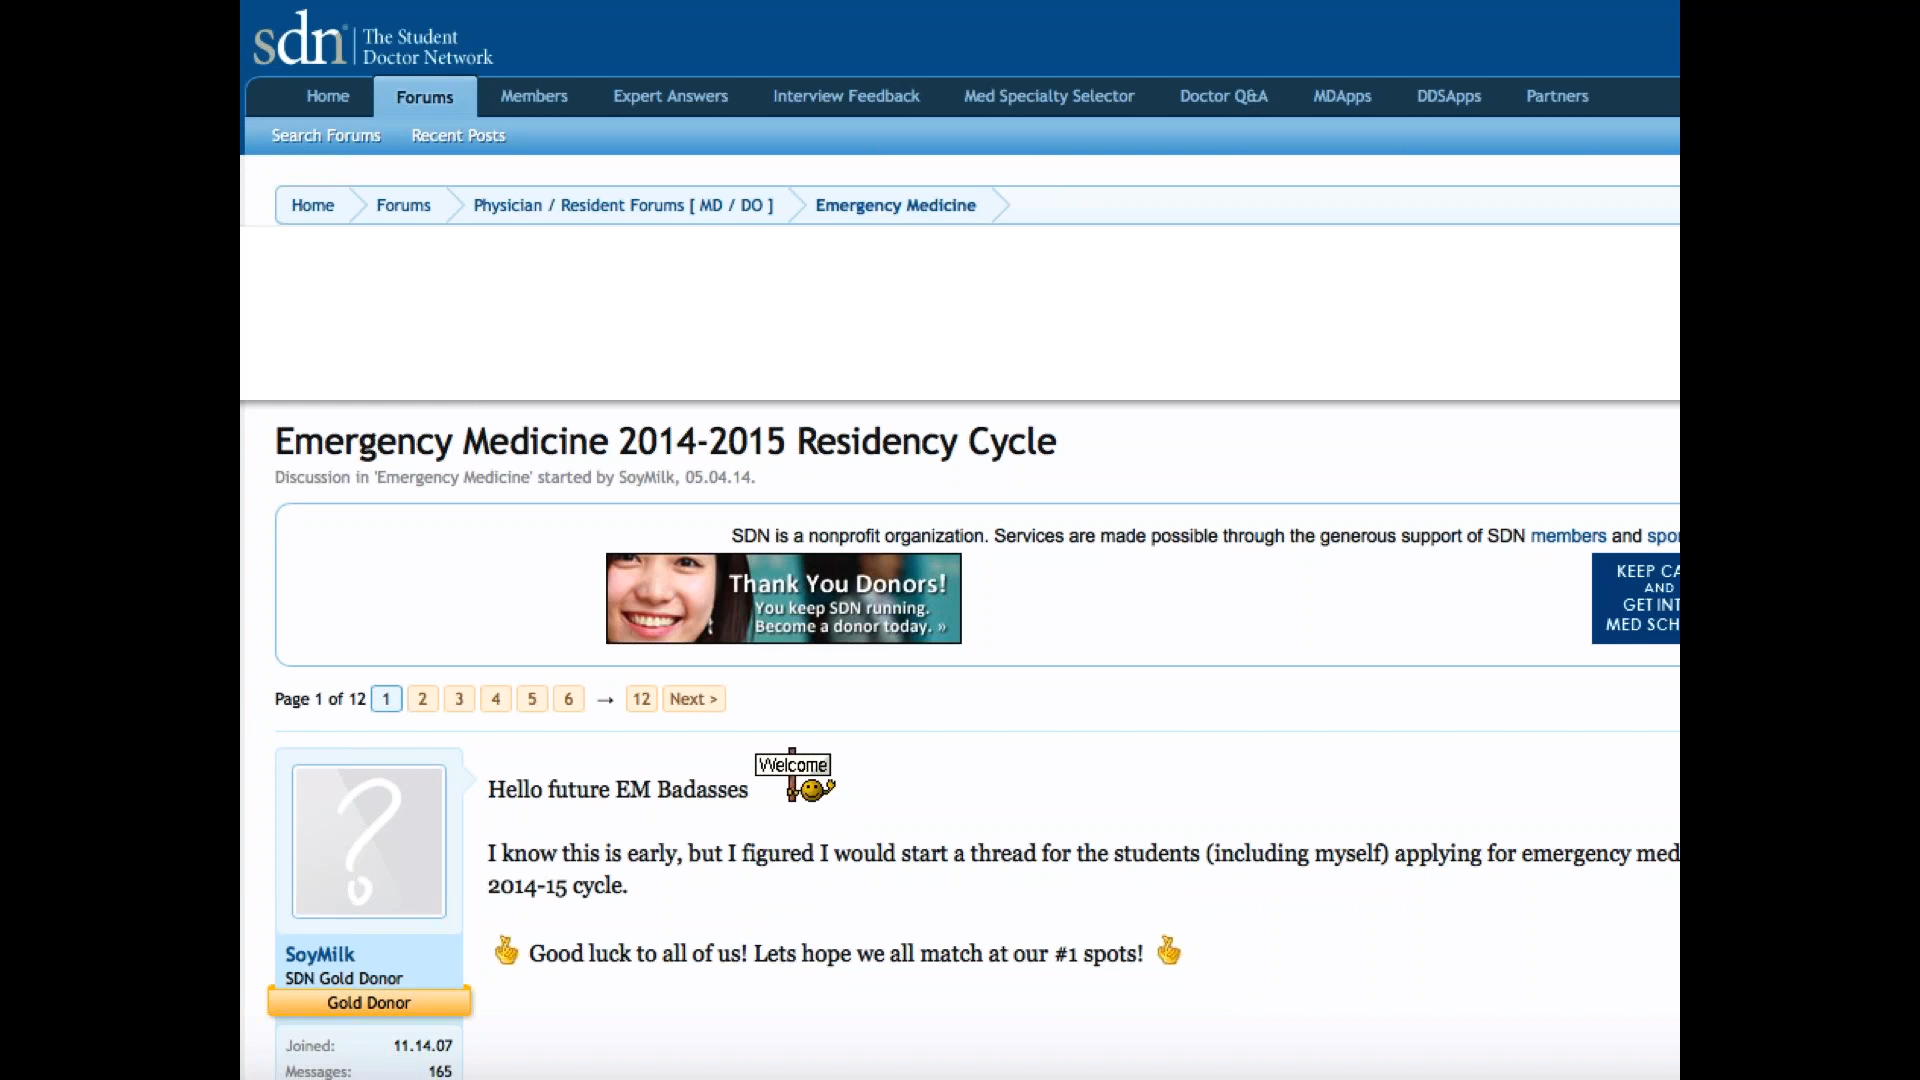 sdn The Student
Doctor Network
Home Forums Members Expert Answers Interview Feedback Med Specialty Selector Doctor Q&A MDApps DDSApps Partners
Search Forums Recent Posts
Home Forums Physician / Resident Forums [ MD / DO ] Emergency Medicine
Emergency Medicine 2014-2015 Residency Cycle
Discussion in 'Emergency Medicine' started by SoyMilk, 05.04.14.
SDN is a nonprofit organization. Services are made possible through the generous support of SDN members and spo
Thank You Donors!
You keep SDN running.
Become a donor today. »
KEEP CA
AND
GET INT
MED SCH
Page 1 of 12 1 2 3 4 5 6 → 12 Next >
Welcome
Hello future EM Badasses
I know this is early, but I figured I would start a thread for the students (including myself) applying for emergency med
2014-15 cycle.
Good luck to all of us! Lets hope we all match at our #1 spots!
SoyMilk
SDN Gold Donor
Gold Donor
Joined: 11.14.07
Messages: 165